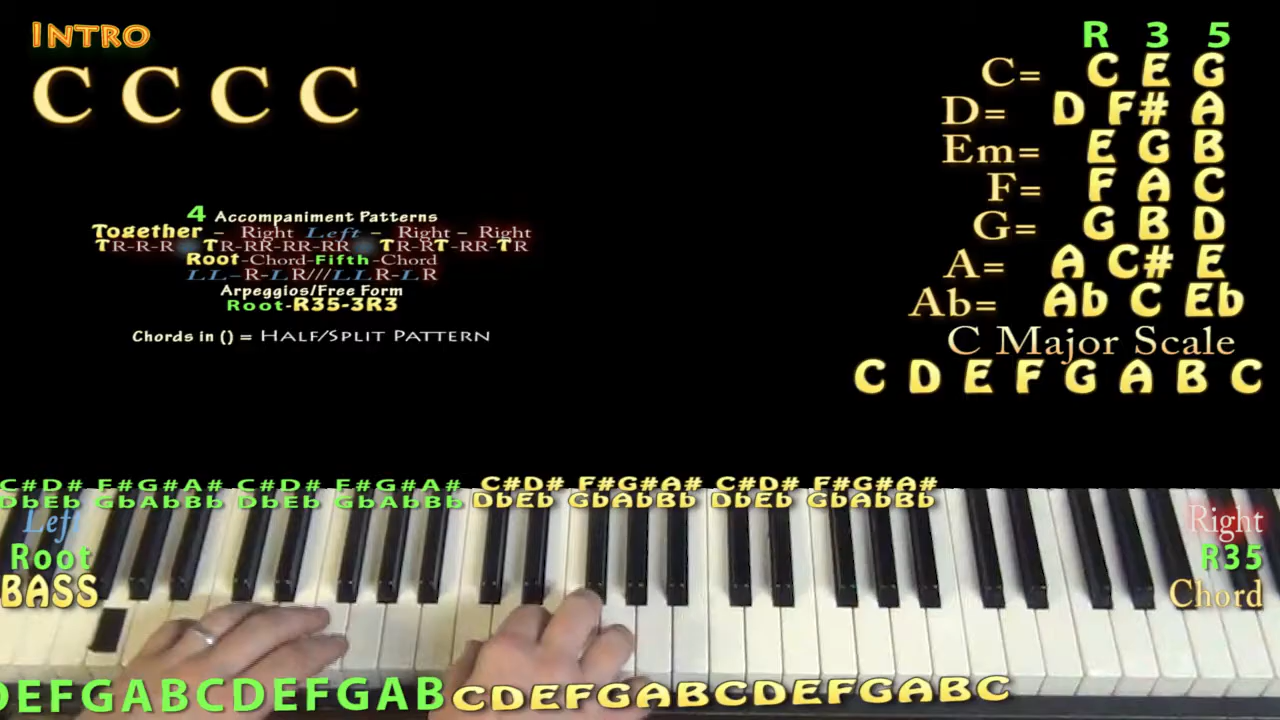 INTRO
C C C C
R 3 5
C= C E G
D= D F# A
Em= E G B
F= F A C
G= G B D
A= A C# E
Ab= Ab C Eb
C Major Scale
C D E F G A B C
4 Accompaniment Patterns
Together – Right Left – Right – Right
TR-R-R TR-RR-RR-RR TR-RT-RR-TR
Root-Chord-Fifth-Chord
LL-R-LR///LLR-LR
Arpeggios/Free Form
Root-R35-3R3
Chords in () = HALF/SPLIT PATTERN
C#D# F#G#A# C#D# F#G#A# C#D# F#G#A# C#D# F#G#A#
DbEb GbAbBb DbEb GbAbBb DbEb GbAbBb DbEb GbAbBb
Left
Root
BASS
Right
R35
Chord
DEFGABCDEFGAB CDEFGABCDEFGABC